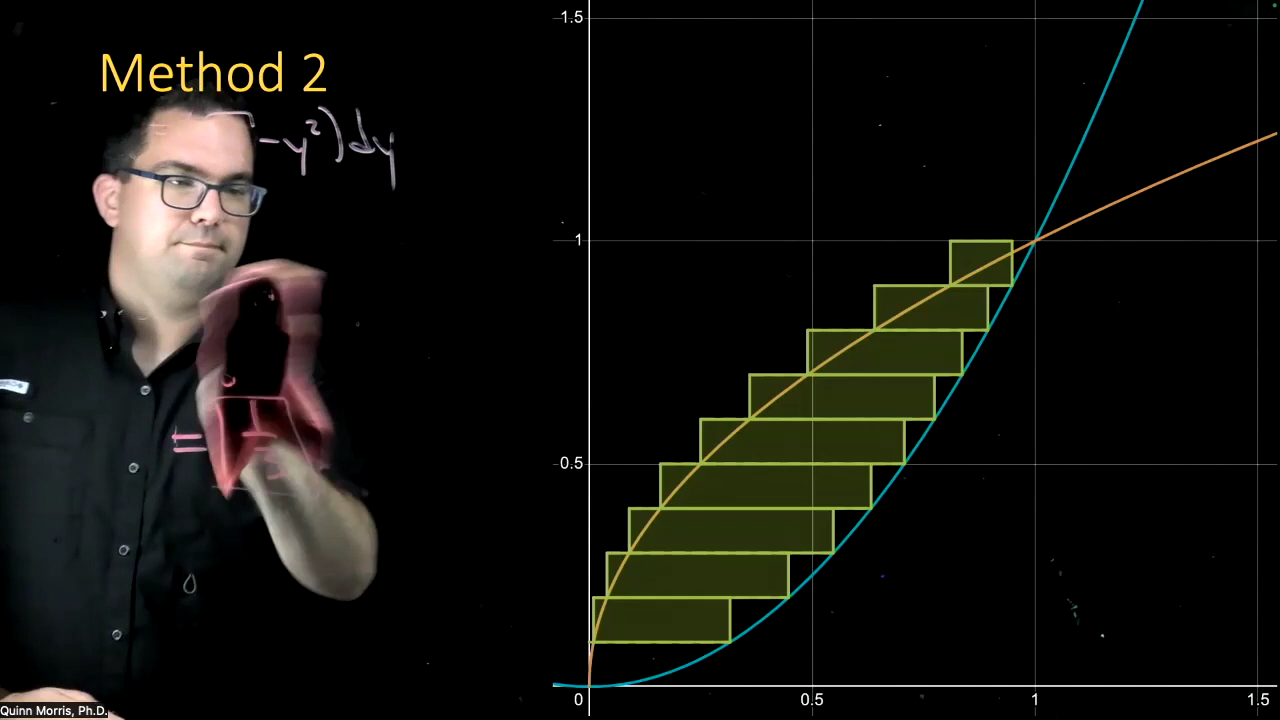 Method 2
-y²)dy
=
1.5
1
0.5
0 0.5 1 1.5
Quinn Morris, Ph.D.